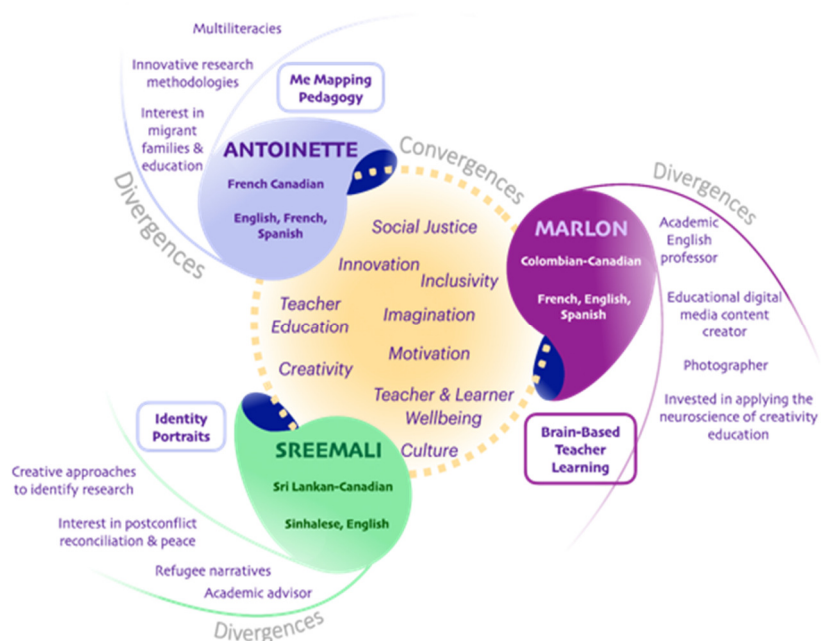 Multiliteracies
Innovative research
methodologies
Interest in
migrant
families &
education
Divergences
Me Mapping
Pedagogy
ANTOINETTE
French Canadian
English, French,
Spanish
Convergences
Social Justice
Innovation
Inclusivity
Teacher
Education
Imagination
Motivation
Creativity
Teacher & Learner
Wellbeing
Culture
Divergences
MARLON
Colombian-Canadian
French, English,
Spanish
Academic
English
professor
Educational digital
media content
creator
Photographer
Invested in applying the
neuroscience of creativity
education
Brain-Based
Teacher
Learning
Identity
Portraits
SREEMALI
Sri Lankan-Canadian
Sinhalese, English
Creative approaches
to identify research
Interest in postconflict
reconciliation & peace
Refugee narratives
Academic advisor
Divergences